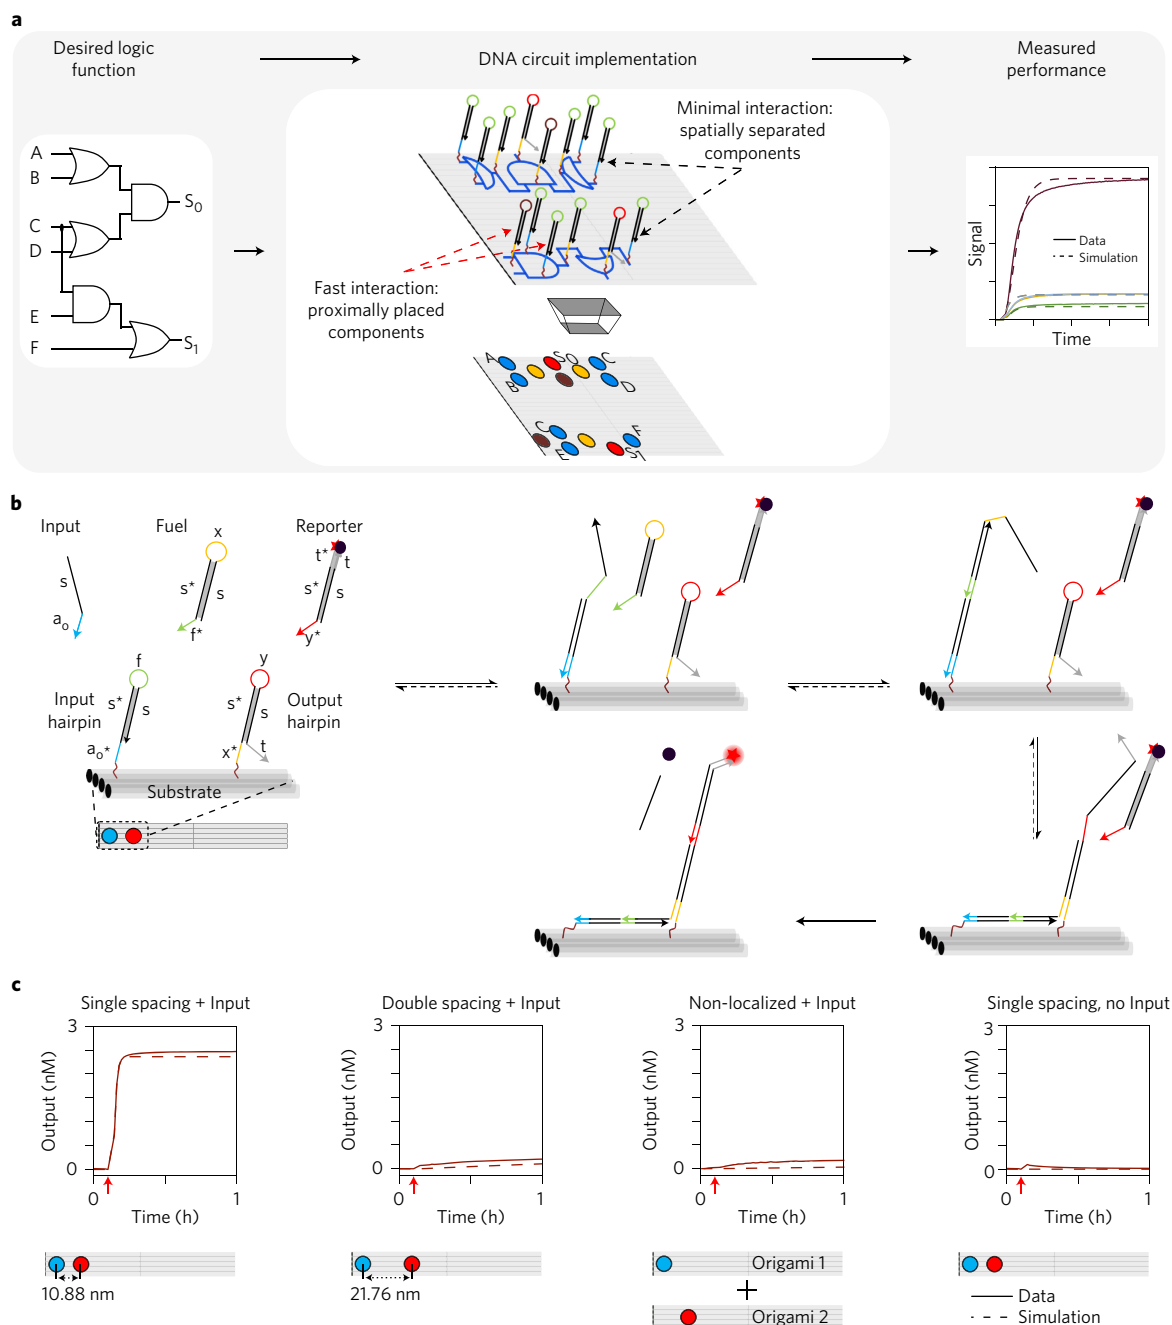 a
Desired logic
function
DNA circuit implementation
Measured
performance
A
B
C
D
E
F
S0
S1
Minimal interaction:
spatially separated
components
Fast interaction:
proximally placed
components
A
B
S0
C
D
C
E
F
S1
Signal
Data
Simulation
Time
b
Input
s
ao
Fuel
x
s*
s
f*
Reporter
t*
t
s*
s
y*
f
Input
hairpin
s*
s
ao*
y
Output
hairpin
s*
s
x*
t
Substrate
c
Single spacing + Input
3
Output (nM)
0
0
1
Time (h)
10.88 nm
Double spacing + Input
3
Output (nM)
0
0
1
Time (h)
21.76 nm
Non-localized + Input
3
Output (nM)
0
0
1
Time (h)
Origami 1
+
Origami 2
Single spacing, no Input
3
Output (nM)
0
0
1
Time (h)
Data
Simulation